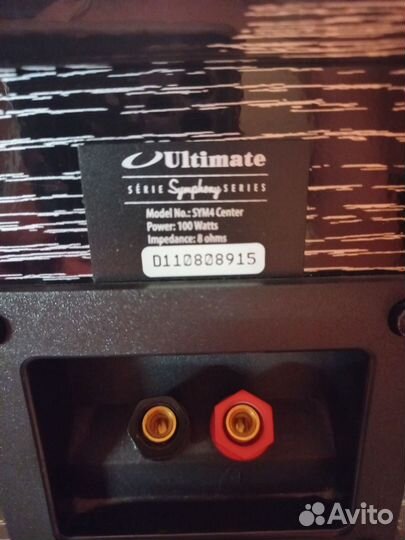 Ultimate
SÉRIE Symphony SERIES
Model No.: SYM4 Center
Power: 100 Watts
Impedance: 8 ohms
D110808915
Avito